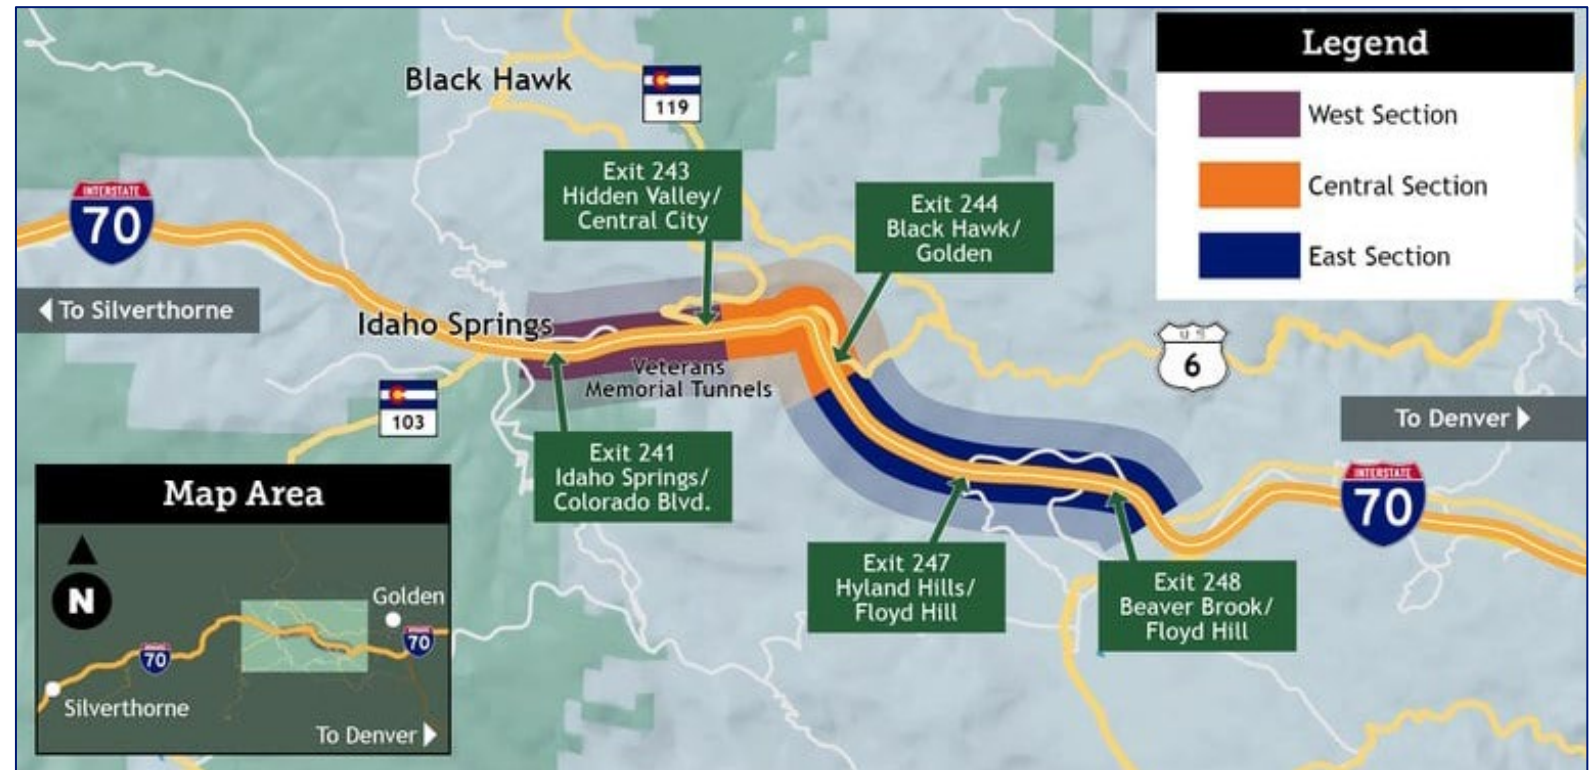 Black Hawk
119
Legend
West Section
Central Section
East Section
Exit 243
Hidden Valley/
Central City
Exit 244
Black Hawk/
Golden
INTERSTATE
70
To Silverthorne
Idaho Springs
Veterans
Memorial Tunnels
U S
6
103
To Denver
Exit 241
Idaho Springs/
Colorado Blvd.
INTERSTATE
70
Exit 247
Hyland Hills/
Floyd Hill
Exit 248
Beaver Brook/
Floyd Hill
Map Area
N
Golden
70
70
Silverthorne
To Denver